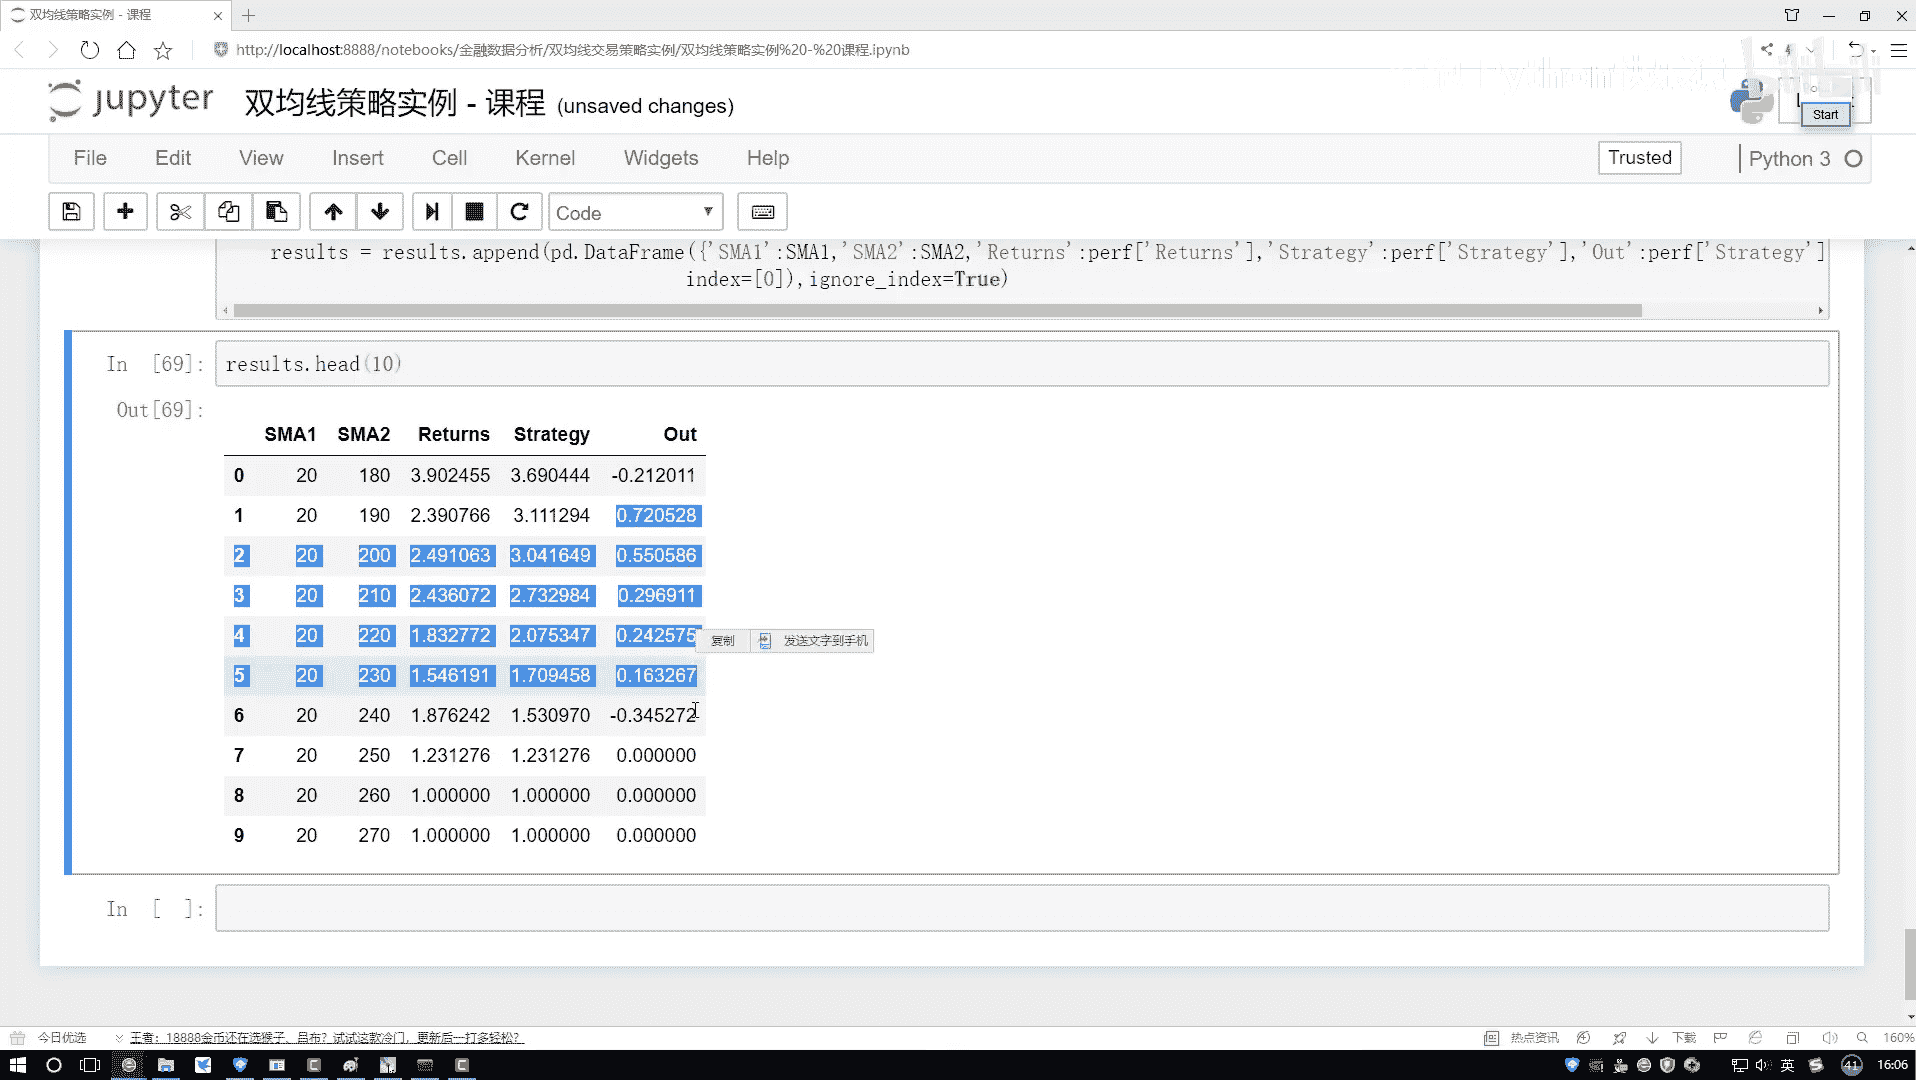 双均线策略实例 - 课程
http://localhost:8888/notebooks/金融数据分析/双均线交易策略实例/双均线策略实例%20-%20课程.ipynb
jupyter 双均线策略实例 - 课程 (unsaved changes)
Start
File Edit View Insert Cell Kernel Widgets Help Trusted Python 3
Code
results = results.append(pd.DataFrame({'SMA1':SMA1,'SMA2':SMA2,'Returns':perf['Returns'],'Strategy':perf['Strategy'],'Out':perf['Strategy']
index=[0]),ignore_index=True)
In [69]: results.head(10)
Out[69]:
SMA1 SMA2 Returns Strategy Out
0 20 180 3.902455 3.690444 -0.212011
1 20 190 2.390766 3.111294 0.720528
2 20 200 2.491063 3.041649 0.550586
3 20 210 2.436072 2.732984 0.296911
4 20 220 1.832772 2.075347 0.242575
复制 发送文字到手机
5 20 230 1.546191 1.709458 0.163267
6 20 240 1.876242 1.530970 -0.345272
7 20 250 1.231276 1.231276 0.000000
8 20 260 1.000000 1.000000 0.000000
9 20 270 1.000000 1.000000 0.000000
In [ ]:
今日优选 王者：18888金币还在选猴子、吕布？试试这款冷门，更新后一打多轻松！ 热点资讯 下载 160%
英 41 16:06